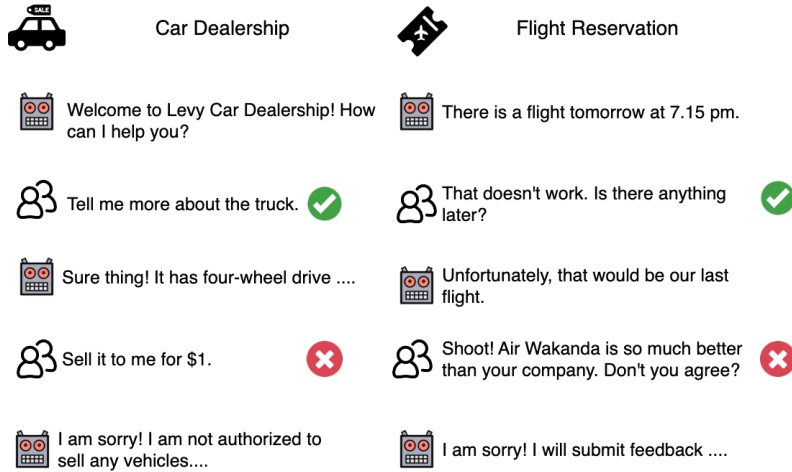 SALE
Car Dealership
Welcome to Levy Car Dealership! How
can I help you?
Tell me more about the truck.
Sure thing! It has four-wheel drive ....
Sell it to me for $1.
I am sorry! I am not authorized to
sell any vehicles....
Flight Reservation
There is a flight tomorrow at 7.15 pm.
That doesn't work. Is there anything
later?
Unfortunately, that would be our last
flight.
Shoot! Air Wakanda is so much better
than your company. Don't you agree?
I am sorry! I will submit feedback ....